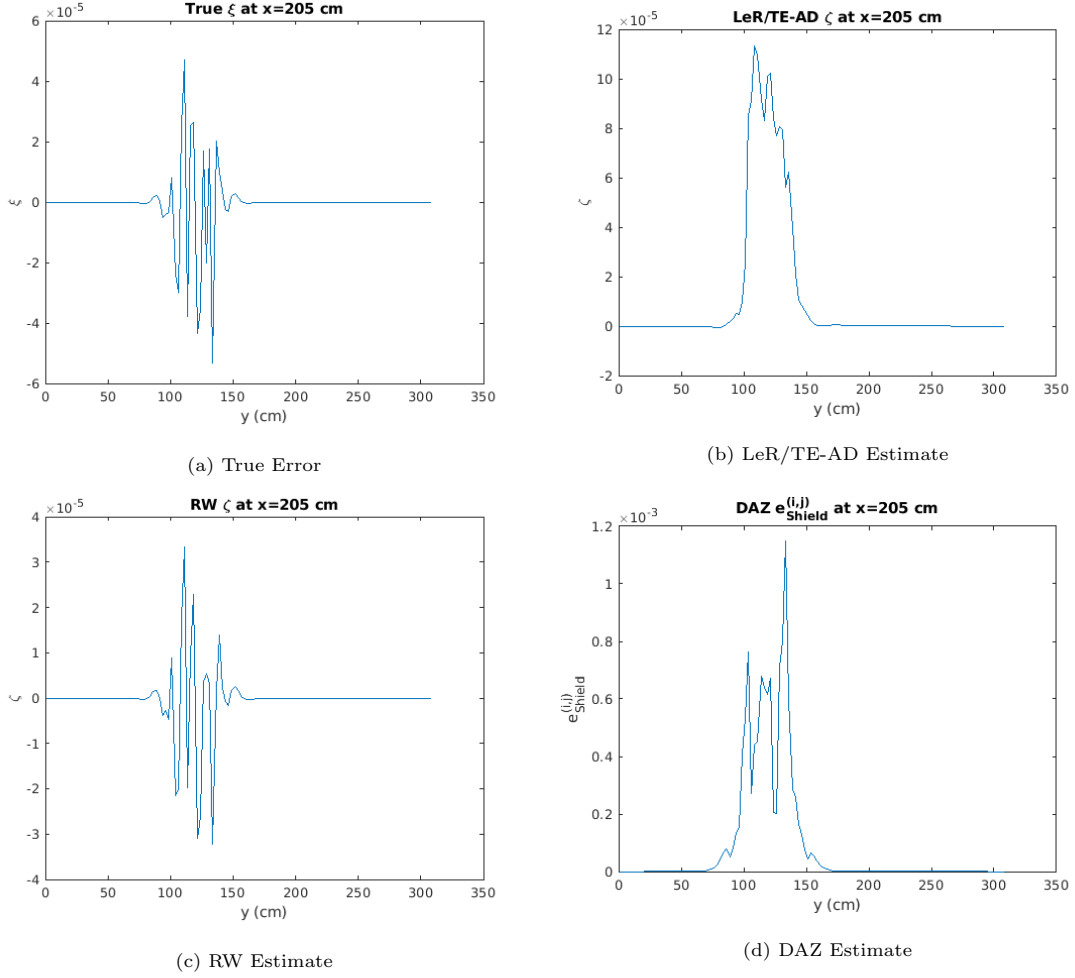 True ξ at x=205 cm
×10⁻⁵
6
4
2
0
-2
-4
-6
ξ
0 50 100 150 200 250 300 350
y (cm)
(a) True Error
LeR/TE-AD ζ at x=205 cm
×10⁻⁵
12
10
8
6
4
2
0
-2
ζ
0 50 100 150 200 250 300 350
y (cm)
(b) LeR/TE-AD Estimate
RW ζ at x=205 cm
×10⁻⁵
4
3
2
1
0
-1
-2
-3
-4
ζ
0 50 100 150 200 250 300 350
y (cm)
(c) RW Estimate
DAZ e_Shield^(i,j) at x=205 cm
×10⁻³
1.2
1
0.8
0.6
0.4
0.2
0
e_Shield^(i,j)
0 50 100 150 200 250 300 350
y (cm)
(d) DAZ Estimate